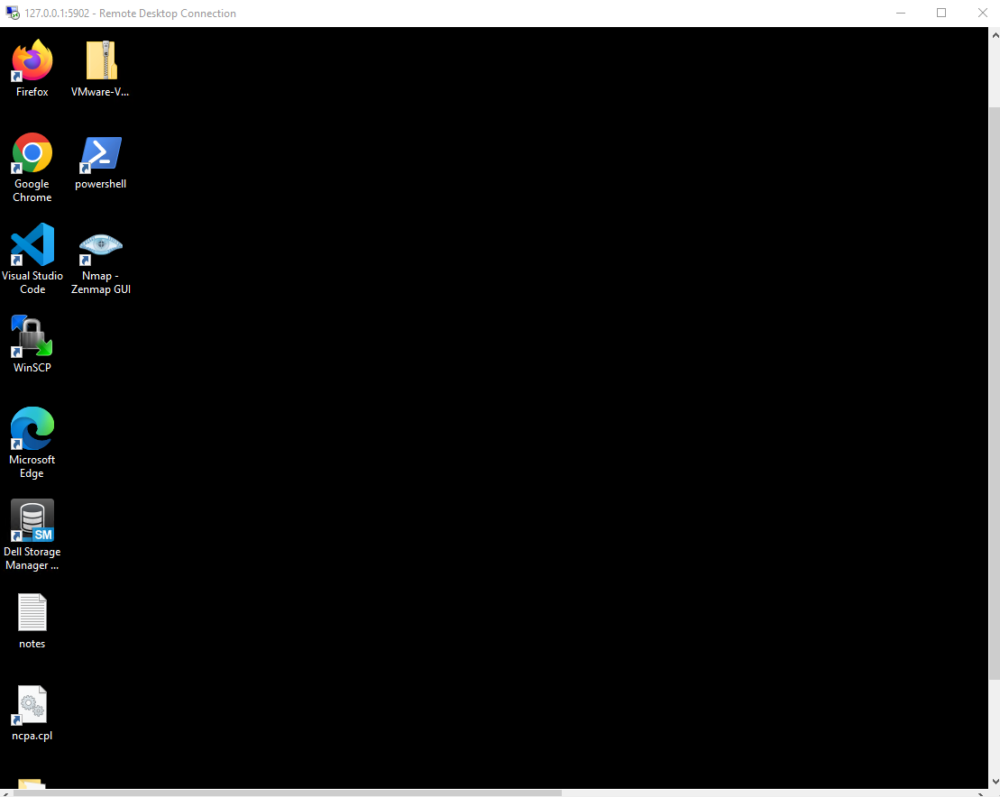 127.0.0.1:5902 - Remote Desktop Connection
Firefox
VMware-V...
Google
Chrome
powershell
Visual Studio
Code
Nmap -
Zenmap GUI
WinSCP
Microsoft
Edge
SM
Dell Storage
Manager ...
notes
ncpa.cpl